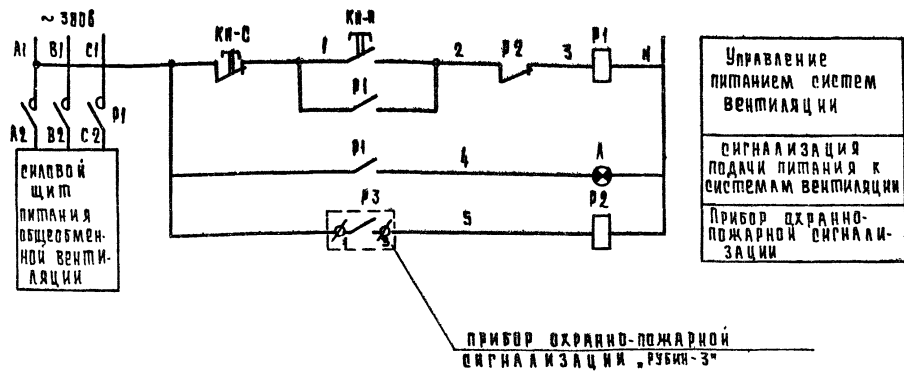 ~ 380в
А1 В1 С1
А2 В2 С2
Р1
СИЛОВОЙ
ЩИТ
ПИТАНИЯ
ОБЩЕОБМЕН-
НОЙ ВЕНТИ-
ЛЯЦИИ
КН-С
1
КН-П
Р1
2
Р2
3
Р1
N
Р1
4
Л
Р3
1
5
Р2
УПРАВЛЕНИЕ
ПИТАНИЕМ СИСТЕМ
ВЕНТИЛЯЦИИ
СИГНАЛИЗАЦИЯ
ПОДАЧИ ПИТАНИЯ К
СИСТЕМАМ ВЕНТИЛЯЦИИ
ПРИБОР ОХРАННО-
ПОЖАРНОЙ СИГНАЛИ-
ЗАЦИИ
ПРИБОР ОХРАННО-ПОЖАРНОЙ
СИГНАЛИЗАЦИИ „РУБИН-3"